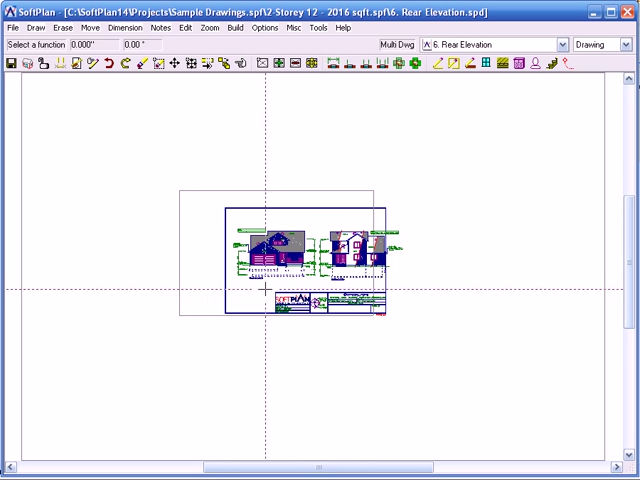 SoftPlan - [C:\SoftPlan14\Projects\Sample Drawings.spf\2-Storey 12 - 2016 sqft.spf\6. Rear Elevation.spd]
File Draw Erase Move Dimension Notes Edit Zoom Build Options Misc Tools Help
Select a function 0.000" 0.00 ° Multi Dwg 6. Rear Elevation Drawing
SOFTPLAN